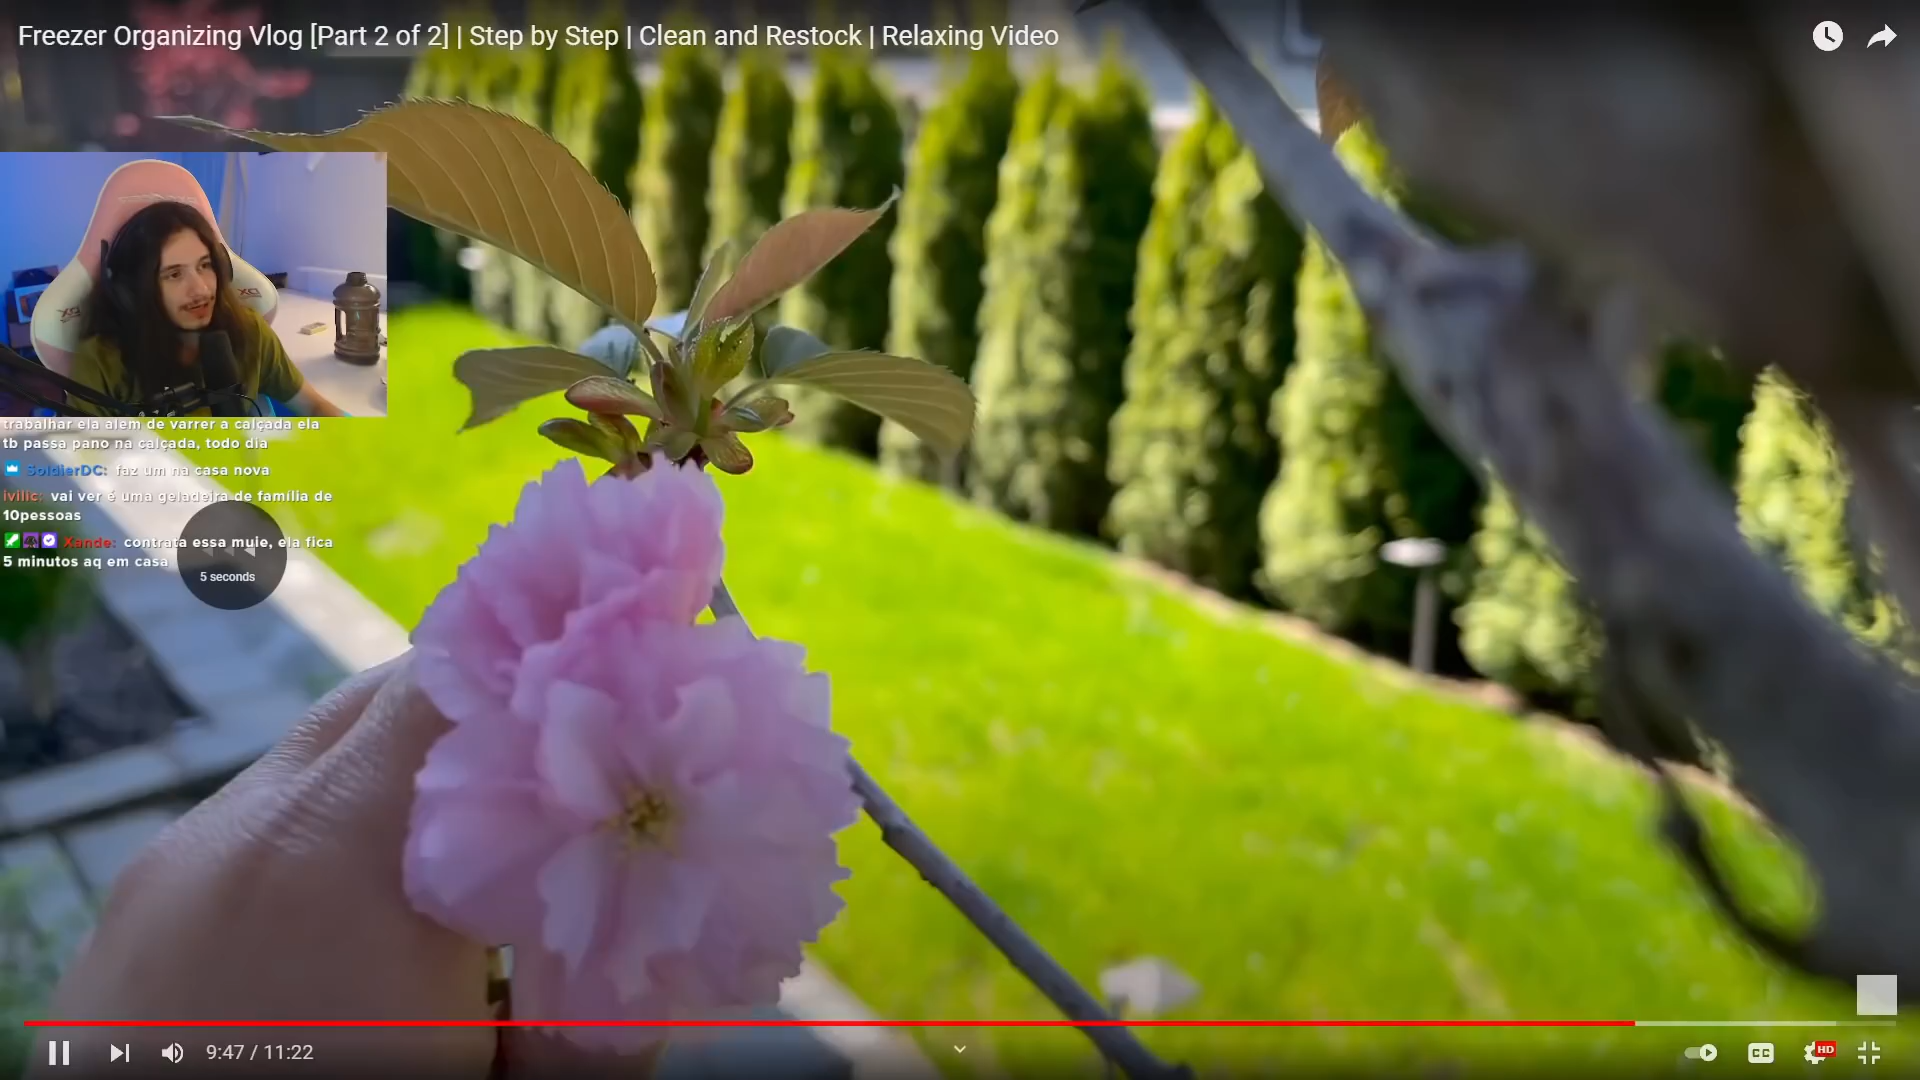 Freezer Organizing Vlog [Part 2 of 2] | Step by Step | Clean and Restock | Relaxing Video
XCI
trabalhar ela alem de varrer a calçada ela
tb passa pano na calçada, todo dia
SoldierDC: faz um na casa nova
ivilic: vai ver é uma geladeira de família de
10pessoas
Xande: contrata essa muie, ela fica
5 minutos aq em casa
5 seconds
9:47 / 11:22
CC
HD